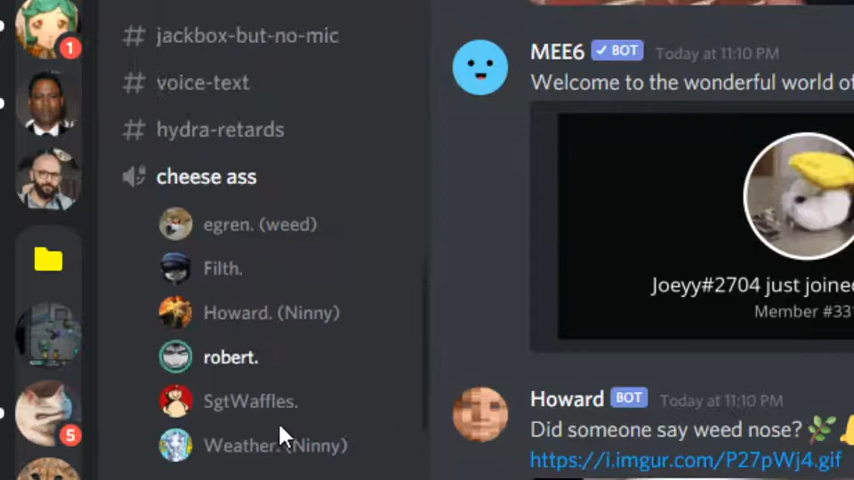 1
# jackbox-but-no-mic
# voice-text
# hydra-retards
cheese ass
egren. (weed)
Filth.
Howard. (Ninny)
robert.
SgtWaffles.
Weather. (Ninny)
5
MEE6 ✓ BOT Today at 11:10 PM
Welcome to the wonderful world of
Joeyy#2704 just joine
Member #33
Howard BOT Today at 11:10 PM
Did someone say weed nose? 🌿
https://i.imgur.com/P27pWj4.gif